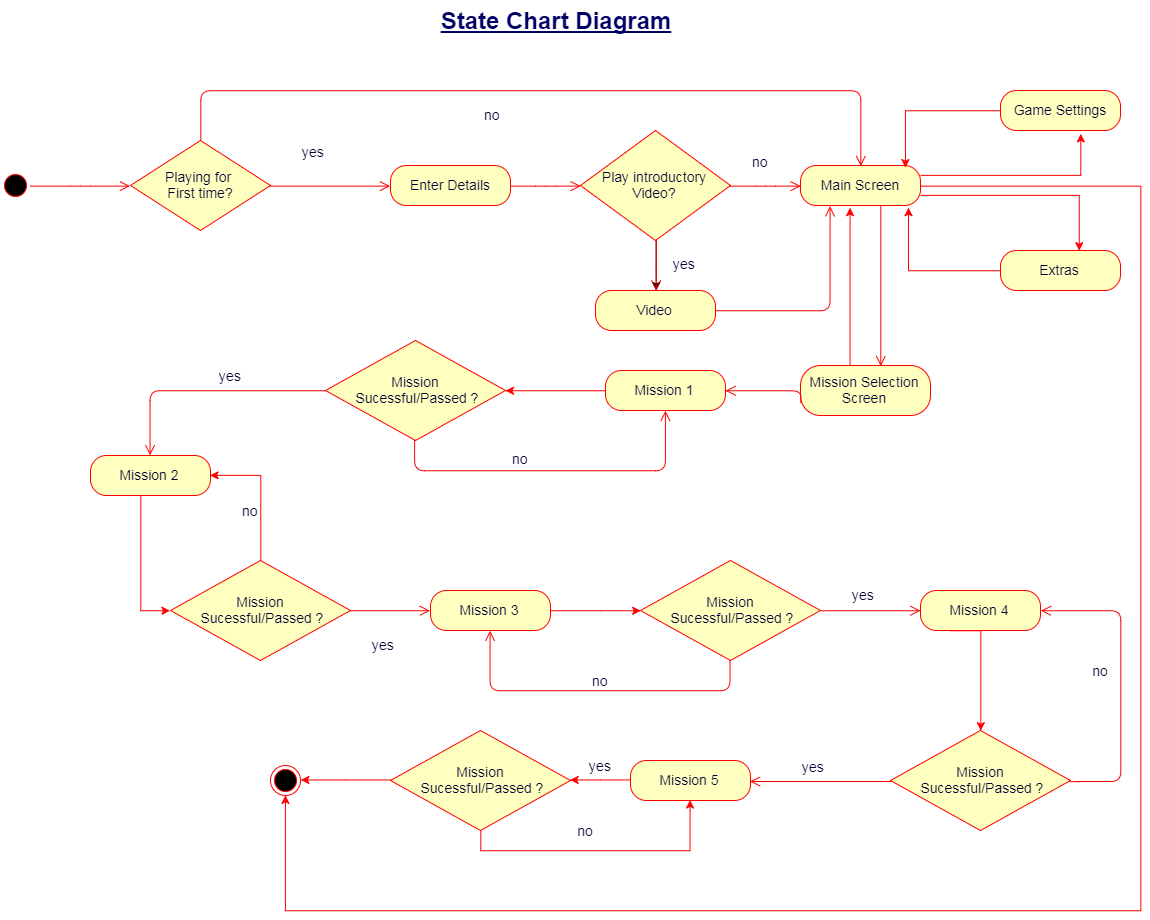 State Chart Diagram
no
Game Settings
yes
Playing for
First time?
Enter Details
Play introductory
Video?
no
Main Screen
yes
Extras
Video
yes
Mission
Sucessful/Passed ?
Mission 1
Mission Selection
Screen
no
Mission 2
no
Mission
Sucessful/Passed ?
yes
Mission 3
Mission
Sucessful/Passed ?
yes
Mission 4
no
no
Mission
Sucessful/Passed ?
yes
Mission 5
yes
Mission
Sucessful/Passed ?
no